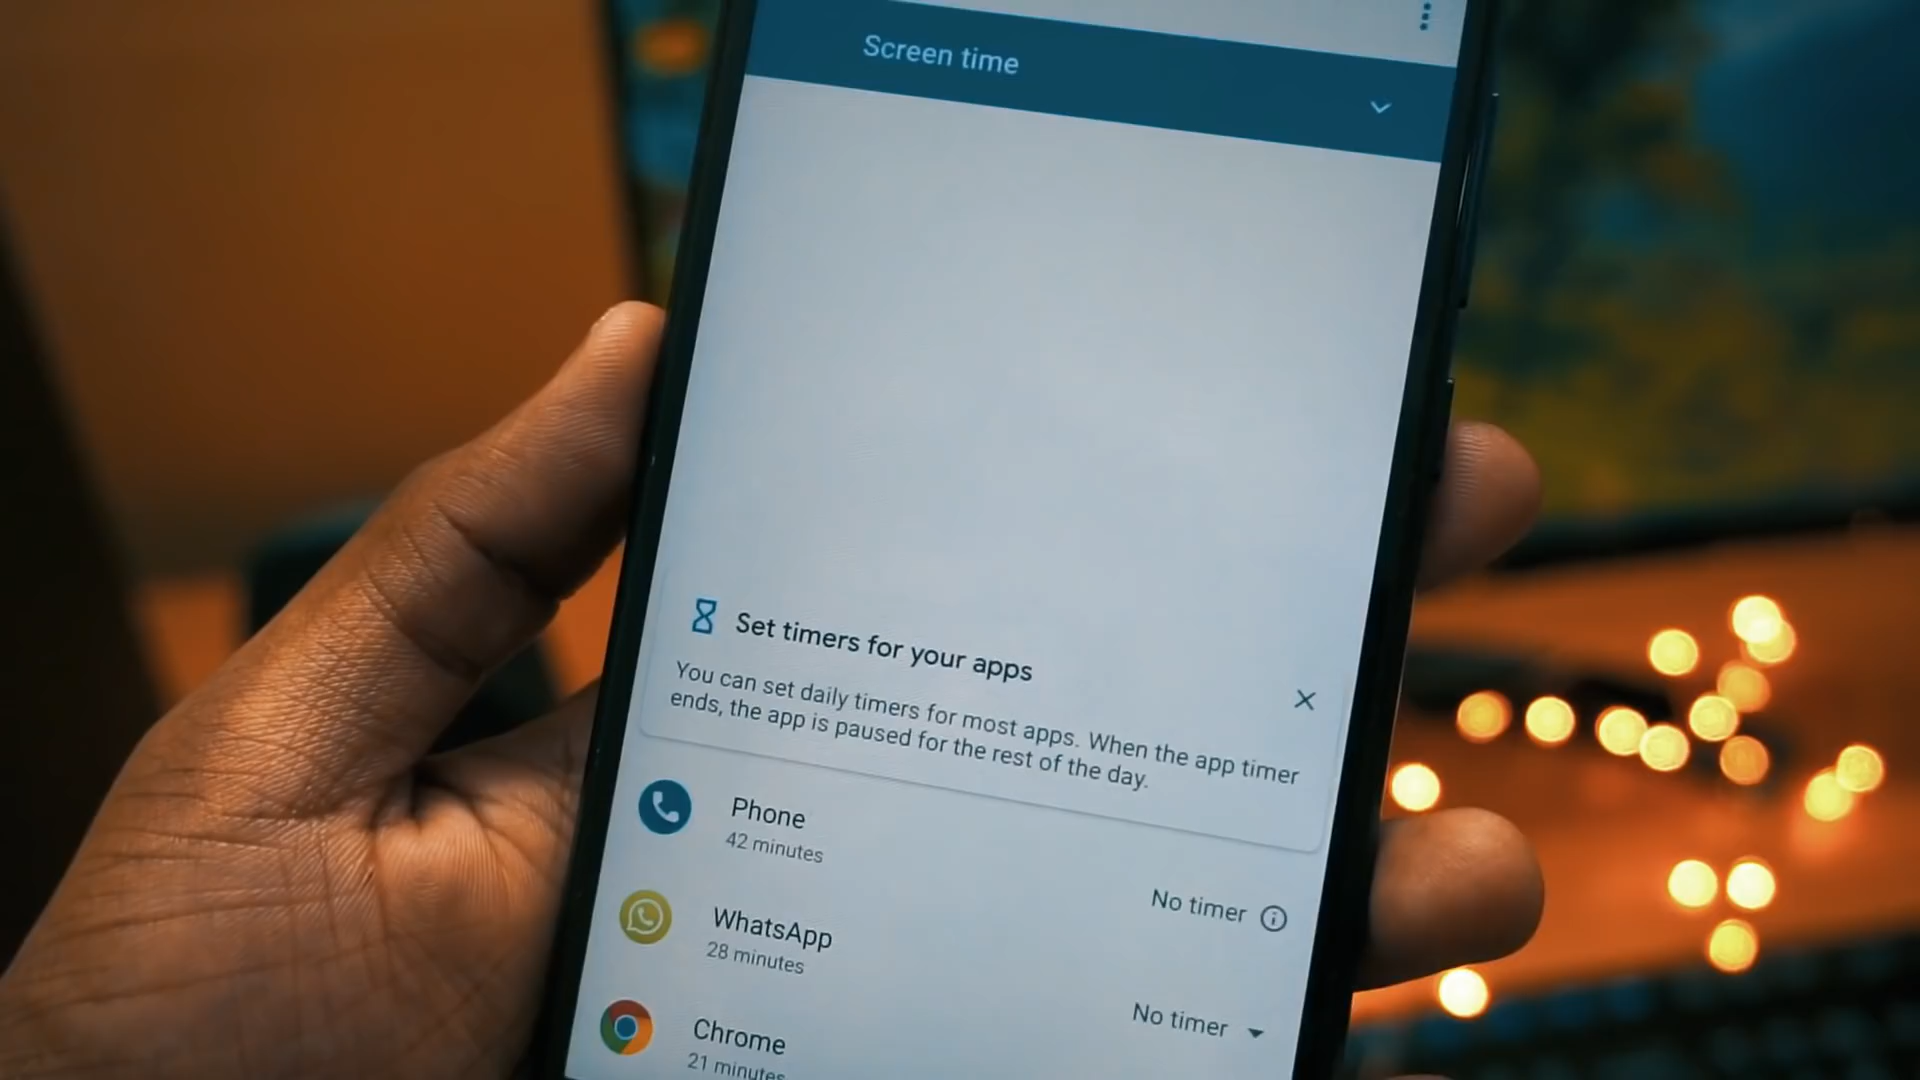 Screen time
Set timers for your apps
You can set daily timers for most apps. When the app timer
ends, the app is paused for the rest of the day.
Phone
42 minutes
No timer
WhatsApp
28 minutes
No timer
Chrome
21 minutes